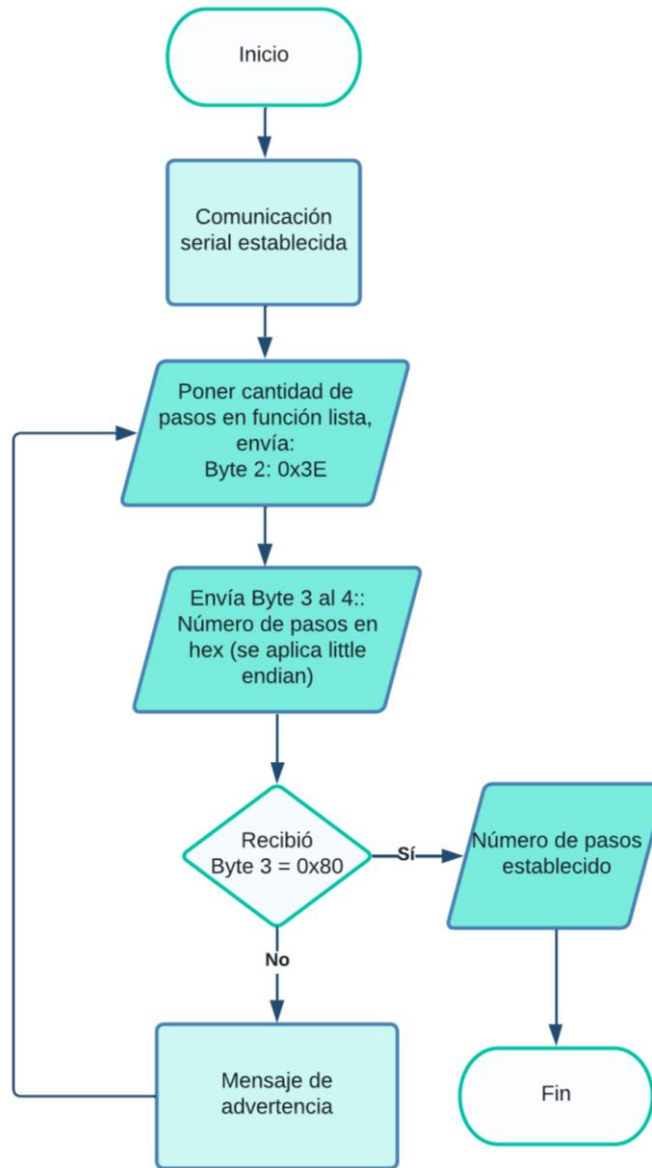 Inicio
Comunicación
serial establecida
Poner cantidad de
pasos en función lista,
envía:
Byte 2: 0x3E
Envía Byte 3 al 4::
Número de pasos en
hex (se aplica little
endian)
Recibió
Byte 3 = 0x80
Sí
Número de pasos
establecido
No
Mensaje de
advertencia
Fin